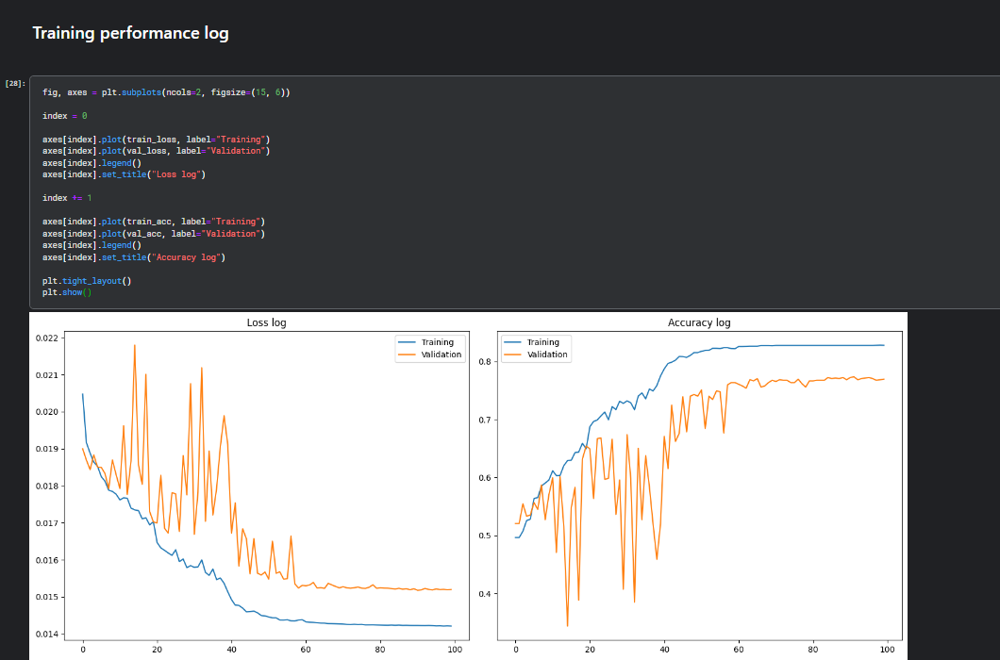 Training performance log
[28]:
fig, axes = plt.subplots(ncols=2, figsize=(15, 6))
index = 0
axes[index].plot(train_loss, label="Training")
axes[index].plot(val_loss, label="Validation")
axes[index].legend()
axes[index].set_title("Loss log")
index += 1
axes[index].plot(train_acc, label="Training")
axes[index].plot(val_acc, label="Validation")
axes[index].legend()
axes[index].set_title("Accuracy log")
plt.tight_layout()
plt.show()
Loss log
Training
Validation
0.022
0.021
0.020
0.019
0.018
0.017
0.016
0.015
0.014
0 20 40 60 80 100
Accuracy log
Training
Validation
0.8
0.7
0.6
0.5
0.4
0 20 40 60 80 100